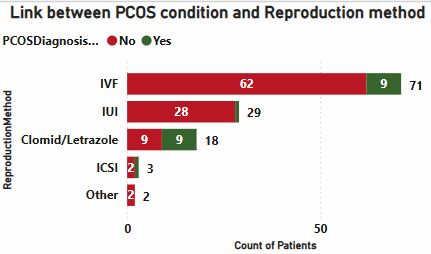 Link between PCOS condition and Reproduction method
PCOSDiagnosis... No Yes
ReproductionMethod
IVF 62 9 71
IUI 28 29
Clomid/Letrazole 9 9 18
ICSI 2 3
Other 2 2
0 50
Count of Patients